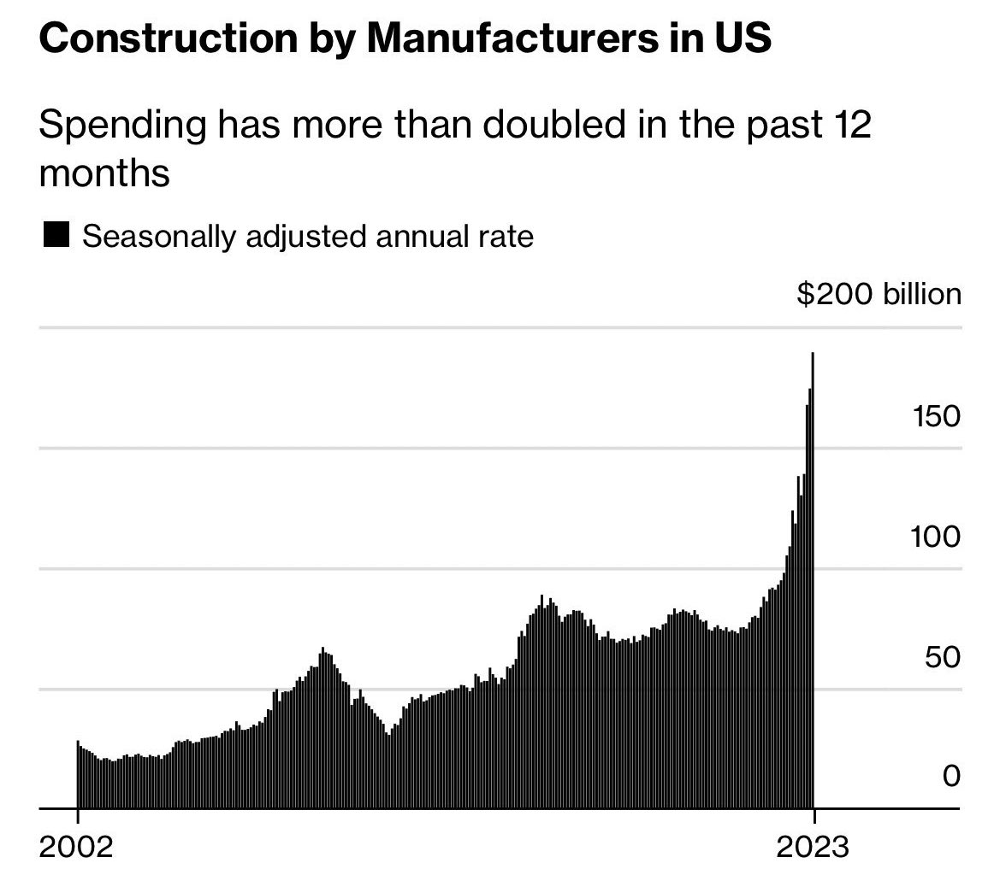 Construction by Manufacturers in US
Spending has more than doubled in the past 12
months
Seasonally adjusted annual rate
$200 billion
150
100
50
0
2002
2023